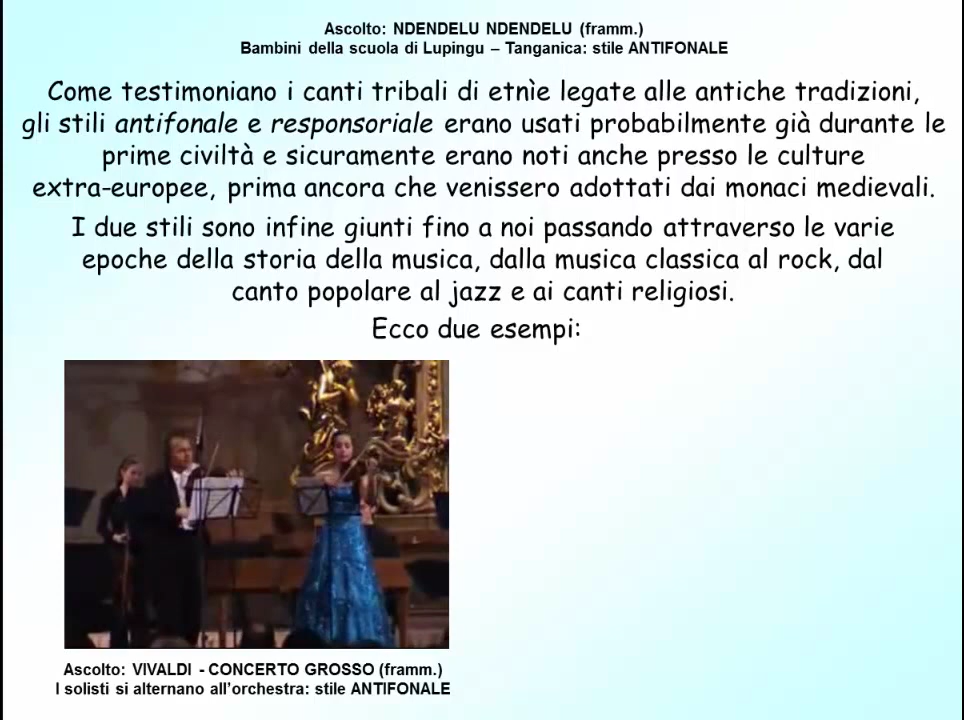 Ascolto: NDENDELU NDENDELU (framm.)
Bambini della scuola di Lupingu – Tanganica: stile ANTIFONALE
Come testimoniano i canti tribali di etnìe legate alle antiche tradizioni,
gli stili antifonale e responsoriale erano usati probabilmente già durante le
prime civiltà e sicuramente erano noti anche presso le culture
extra-europee, prima ancora che venissero adottati dai monaci medievali.
I due stili sono infine giunti fino a noi passando attraverso le varie
epoche della storia della musica, dalla musica classica al rock, dal
canto popolare al jazz e ai canti religiosi.
Ecco due esempi:
Ascolto: VIVALDI - CONCERTO GROSSO (framm.)
I solisti si alternano all'orchestra: stile ANTIFONALE